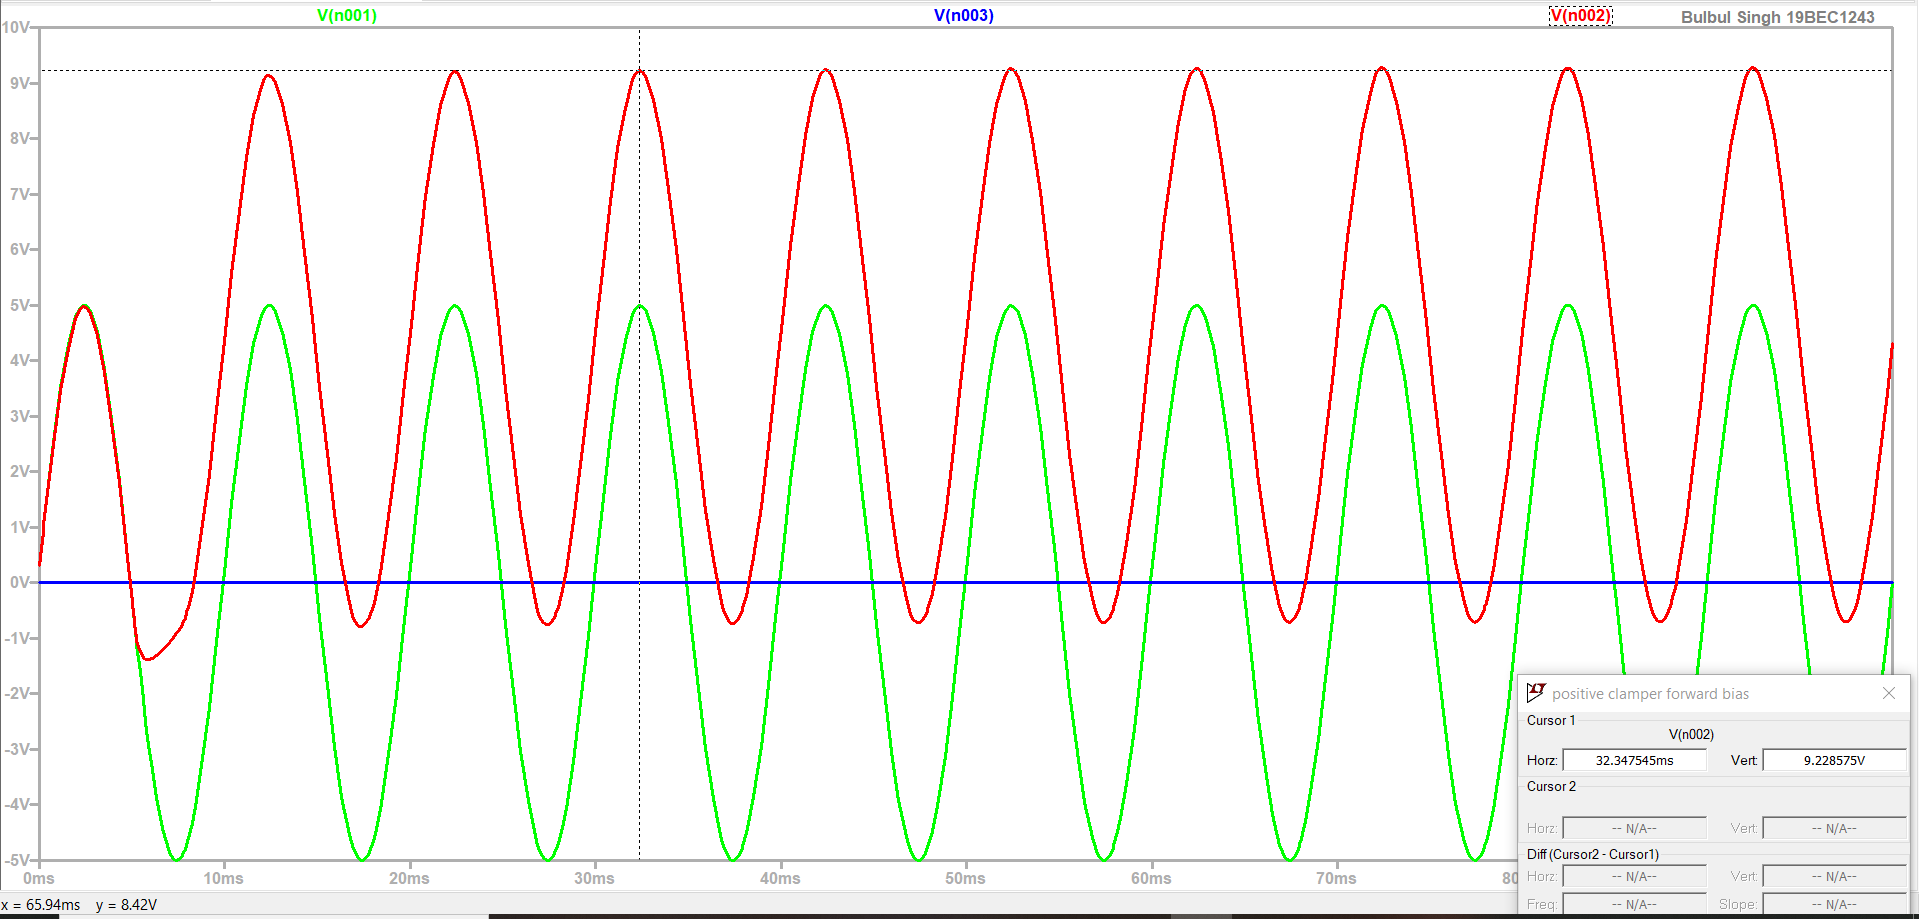 V(n001) V(n003) V(n002) Bulbul Singh 19BEC1243
10V
9V
8V
7V
6V
5V
4V
3V
2V
1V
0V
-1V
-2V
-3V
-4V
-5V
0ms 10ms 20ms 30ms 40ms 50ms 60ms 70ms 80
positive clamper forward bias
Cursor 1
V(n002)
Horz: 32.347545ms Vert: 9.228575V
Cursor 2
Horz: -- N/A-- Vert: -- N/A--
Diff (Cursor2 - Cursor1)
Horz: -- N/A-- Vert: -- N/A--
Freq: -- N/A-- Slope: -- N/A--
x = 65.94ms y = 8.42V